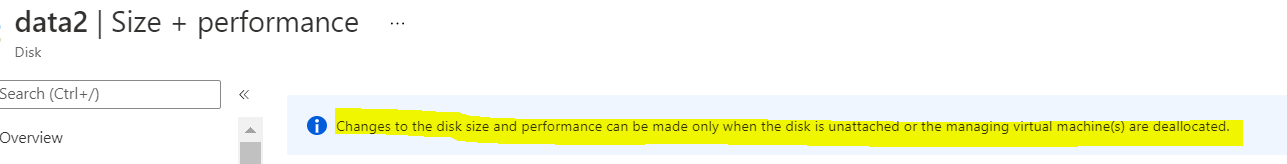 data2 | Size + performance ...
Disk
Search (Ctrl+/)
«
Overview
Changes to the disk size and performance can be made only when the disk is unattached or the managing virtual machine(s) are deallocated.